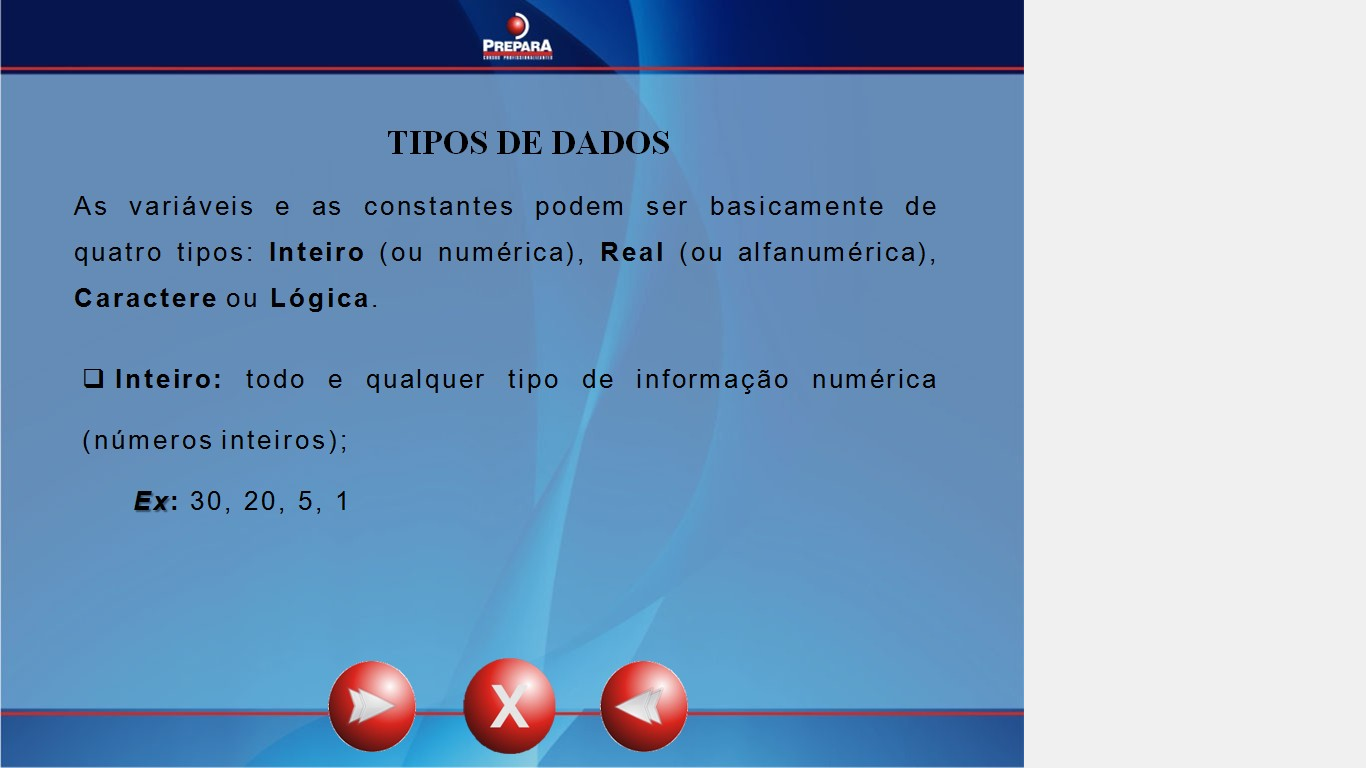 PREPARA
CURSOS PROFISSIONALIZANTES
TIPOS DE DADOS
As variáveis e as constantes podem ser basicamente de
quatro tipos: Inteiro (ou numérica), Real (ou alfanumérica),
Caractere ou Lógica.
❑ Inteiro: todo e qualquer tipo de informação numérica
(números inteiros);
Ex: 30, 20, 5, 1
X